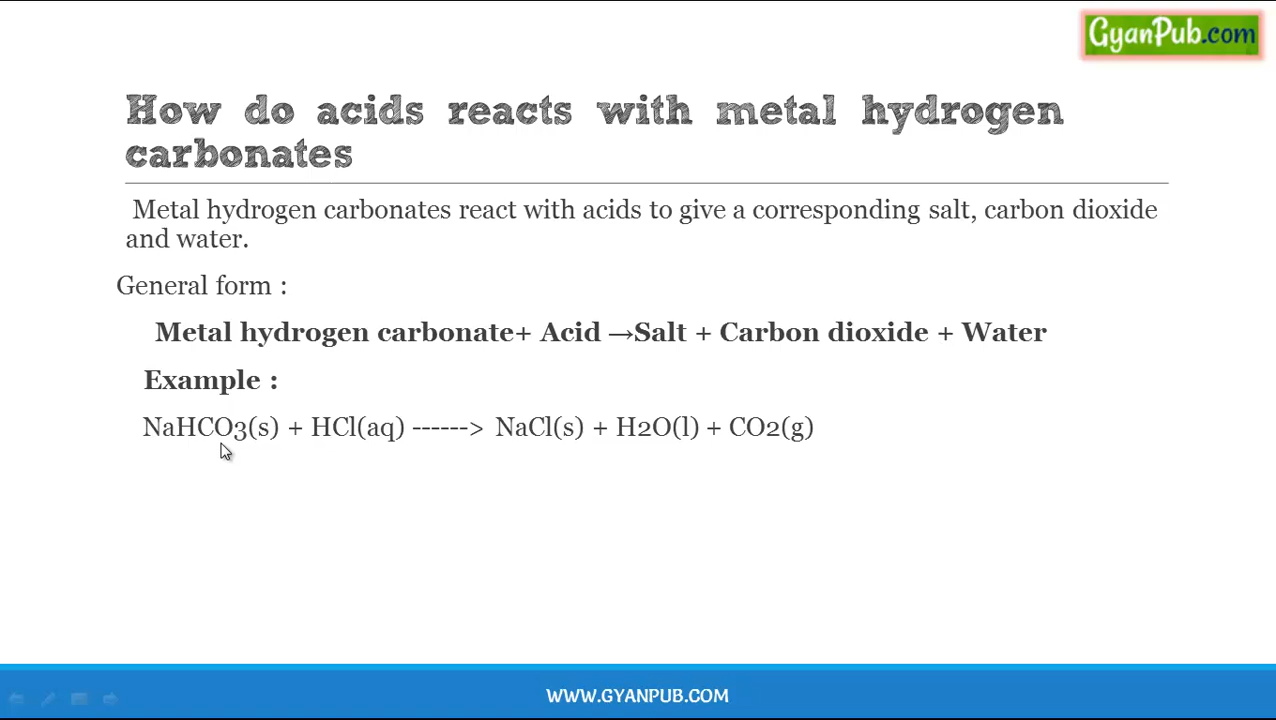 GyanPub.com
How do acids reacts with metal hydrogen
carbonates
Metal hydrogen carbonates react with acids to give a corresponding salt, carbon dioxide
and water.
General form :
Metal hydrogen carbonate+ Acid →Salt + Carbon dioxide + Water
Example :
NaHCO3(s) + HCl(aq) ------> NaCl(s) + H2O(l) + CO2(g)
WWW.GYANPUB.COM